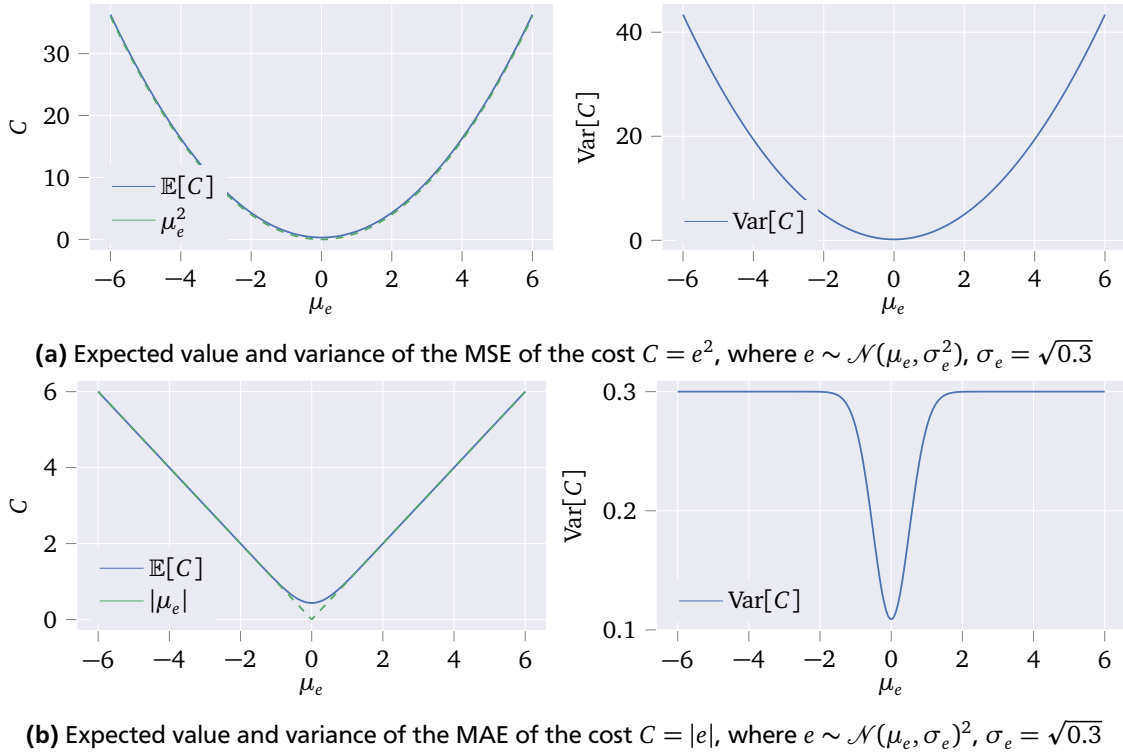 30
20
10
0
C
𝔼[C]
μ_e^2
−6 −4 −2 0 2 4 6
μ_e
40
20
0
Var[C]
Var[C]
−6 −4 −2 0 2 4 6
μ_e
(a) Expected value and variance of the MSE of the cost C = e^2, where e ∼ 𝒩(μ_e, σ_e^2), σ_e = √0.3
6
4
2
0
C
𝔼[C]
|μ_e|
−6 −4 −2 0 2 4 6
μ_e
0.3
0.2
0.1
Var[C]
Var[C]
−6 −4 −2 0 2 4 6
μ_e
(b) Expected value and variance of the MAE of the cost C = |e|, where e ∼ 𝒩(μ_e, σ_e)^2, σ_e = √0.3